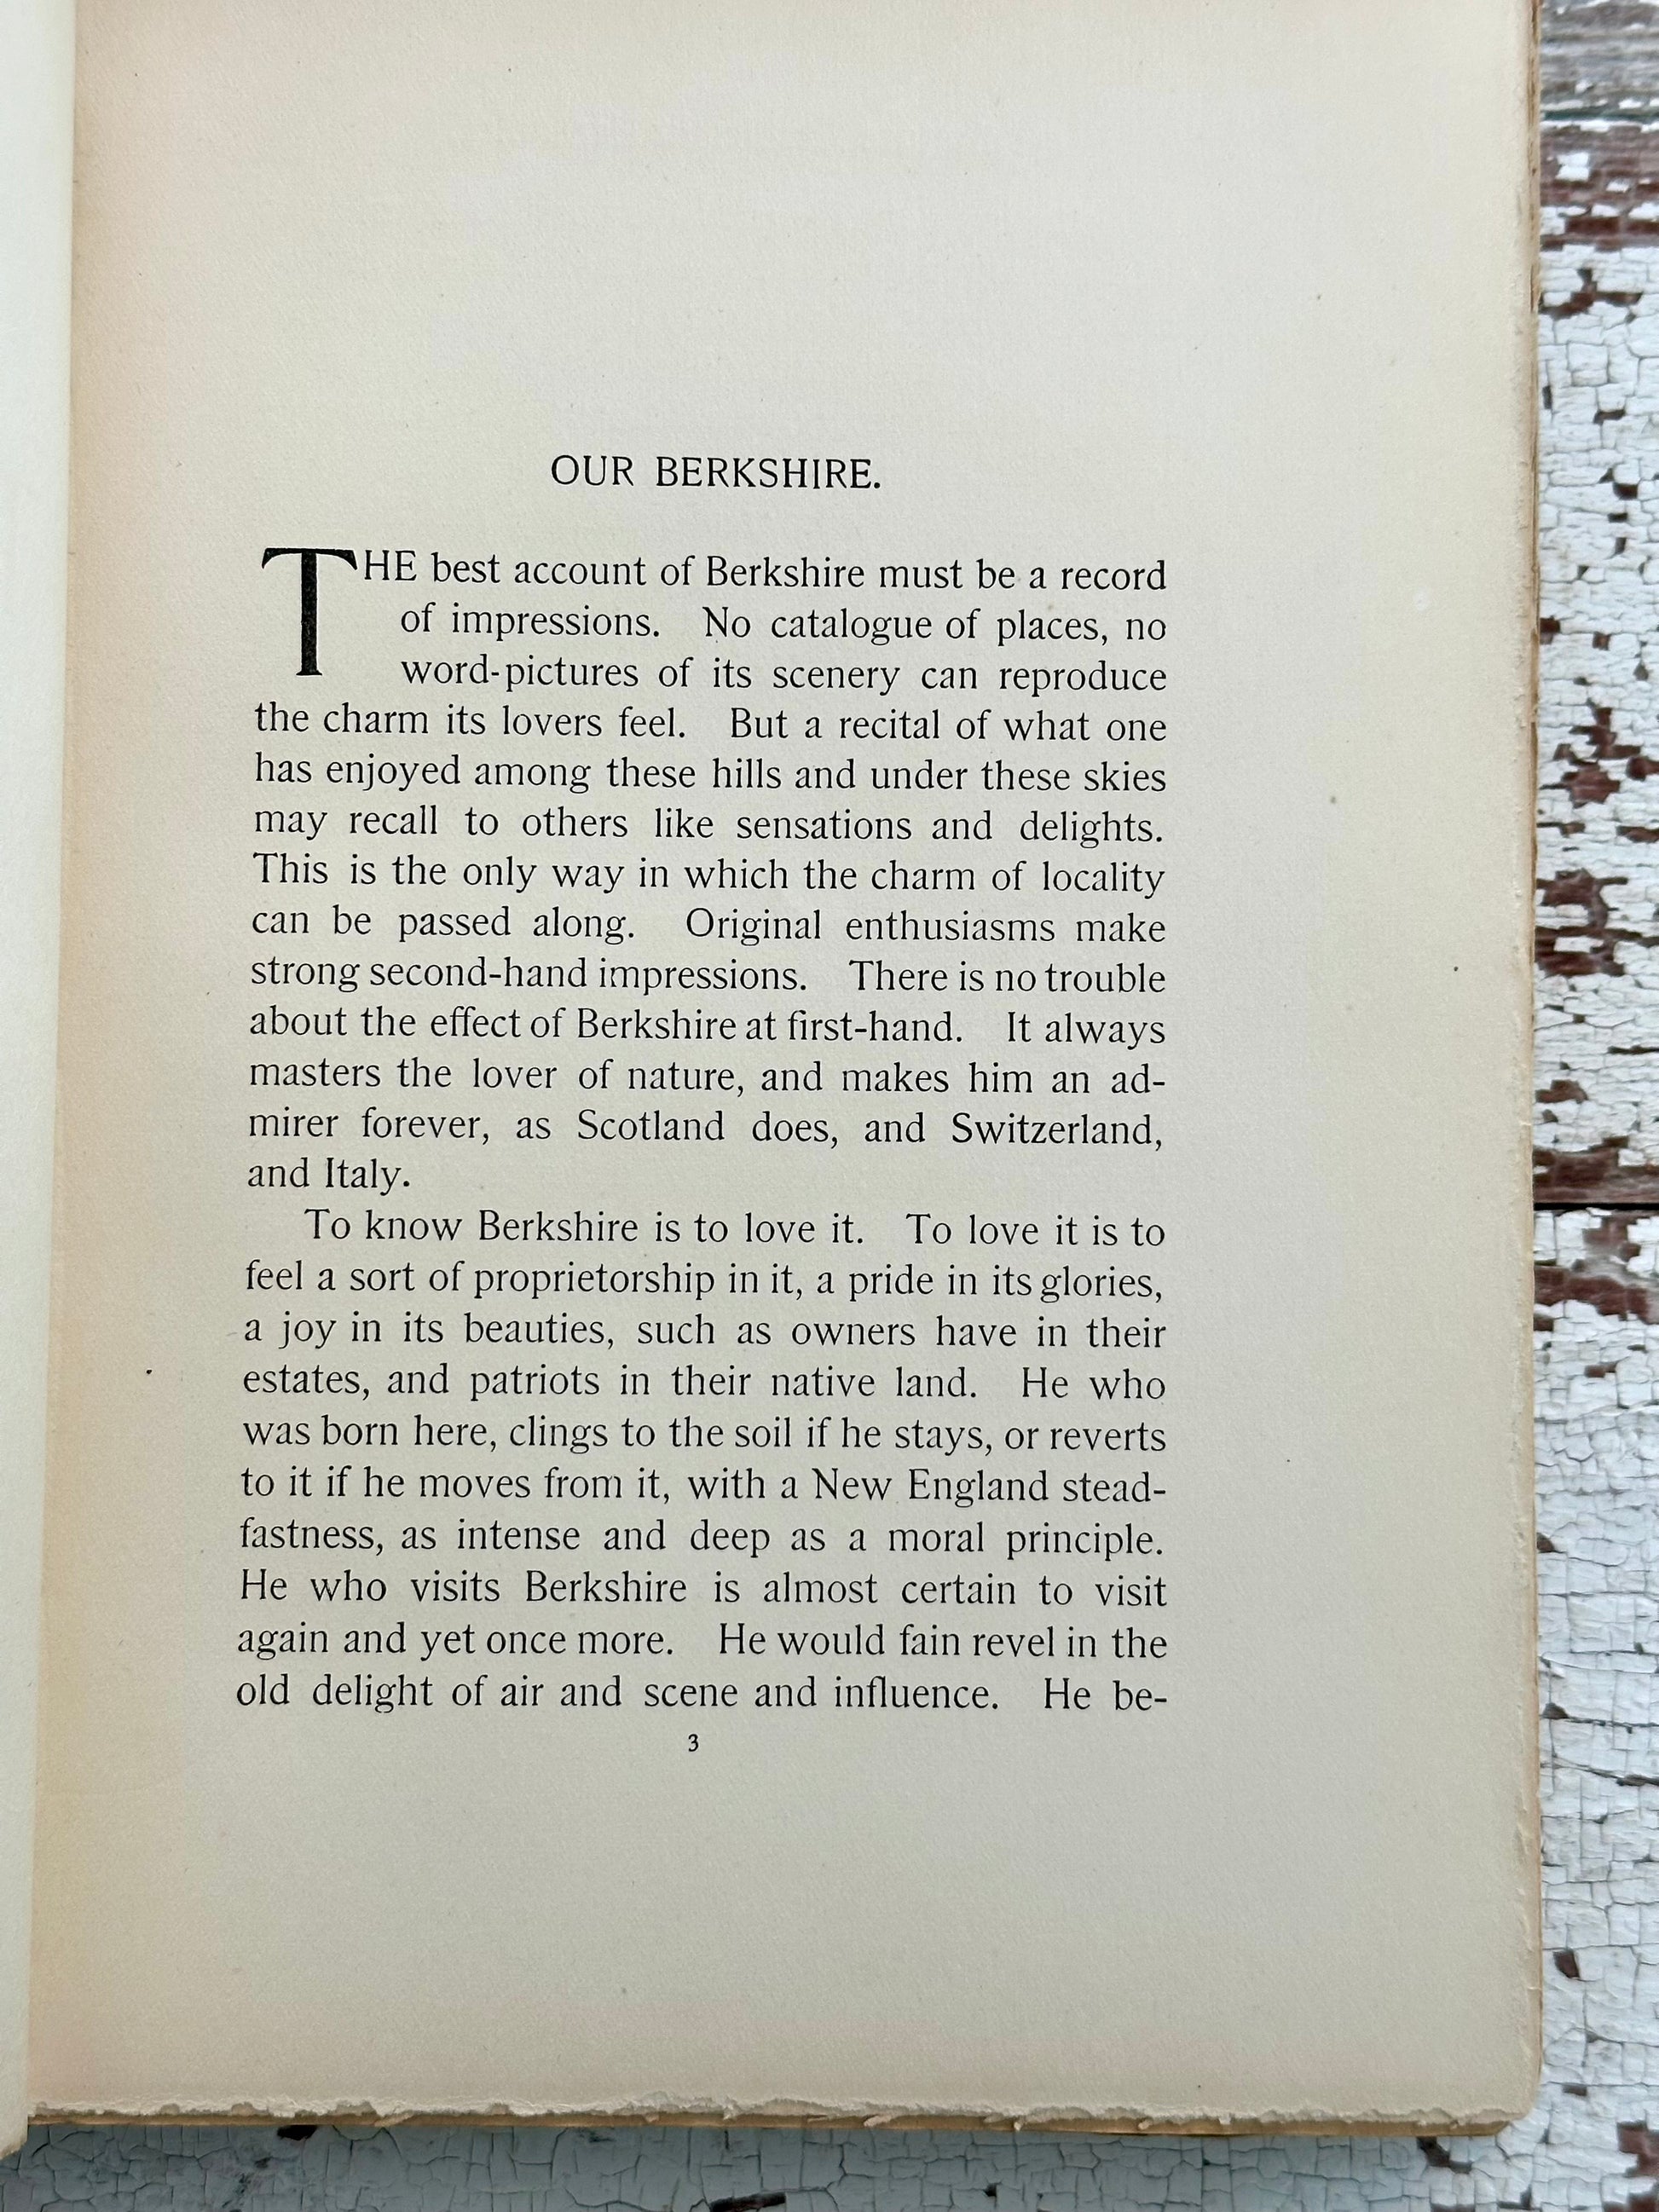 OUR BERKSHIRE.
THE best account of Berkshire must be a record
of impressions. No catalogue of places, no
word-pictures of its scenery can reproduce
the charm its lovers feel. But a recital of what one
has enjoyed among these hills and under these skies
may recall to others like sensations and delights.
This is the only way in which the charm of locality
can be passed along. Original enthusiasms make
strong second-hand impressions. There is no trouble
about the effect of Berkshire at first-hand. It always
masters the lover of nature, and makes him an ad-
mirer forever, as Scotland does, and Switzerland,
and Italy.
To know Berkshire is to love it. To love it is to
feel a sort of proprietorship in it, a pride in its glories,
a joy in its beauties, such as owners have in their
estates, and patriots in their native land. He who
was born here, clings to the soil if he stays, or reverts
to it if he moves from it, with a New England stead-
fastness, as intense and deep as a moral principle.
He who visits Berkshire is almost certain to visit
again and yet once more. He would fain revel in the
old delight of air and scene and influence. He be-
3